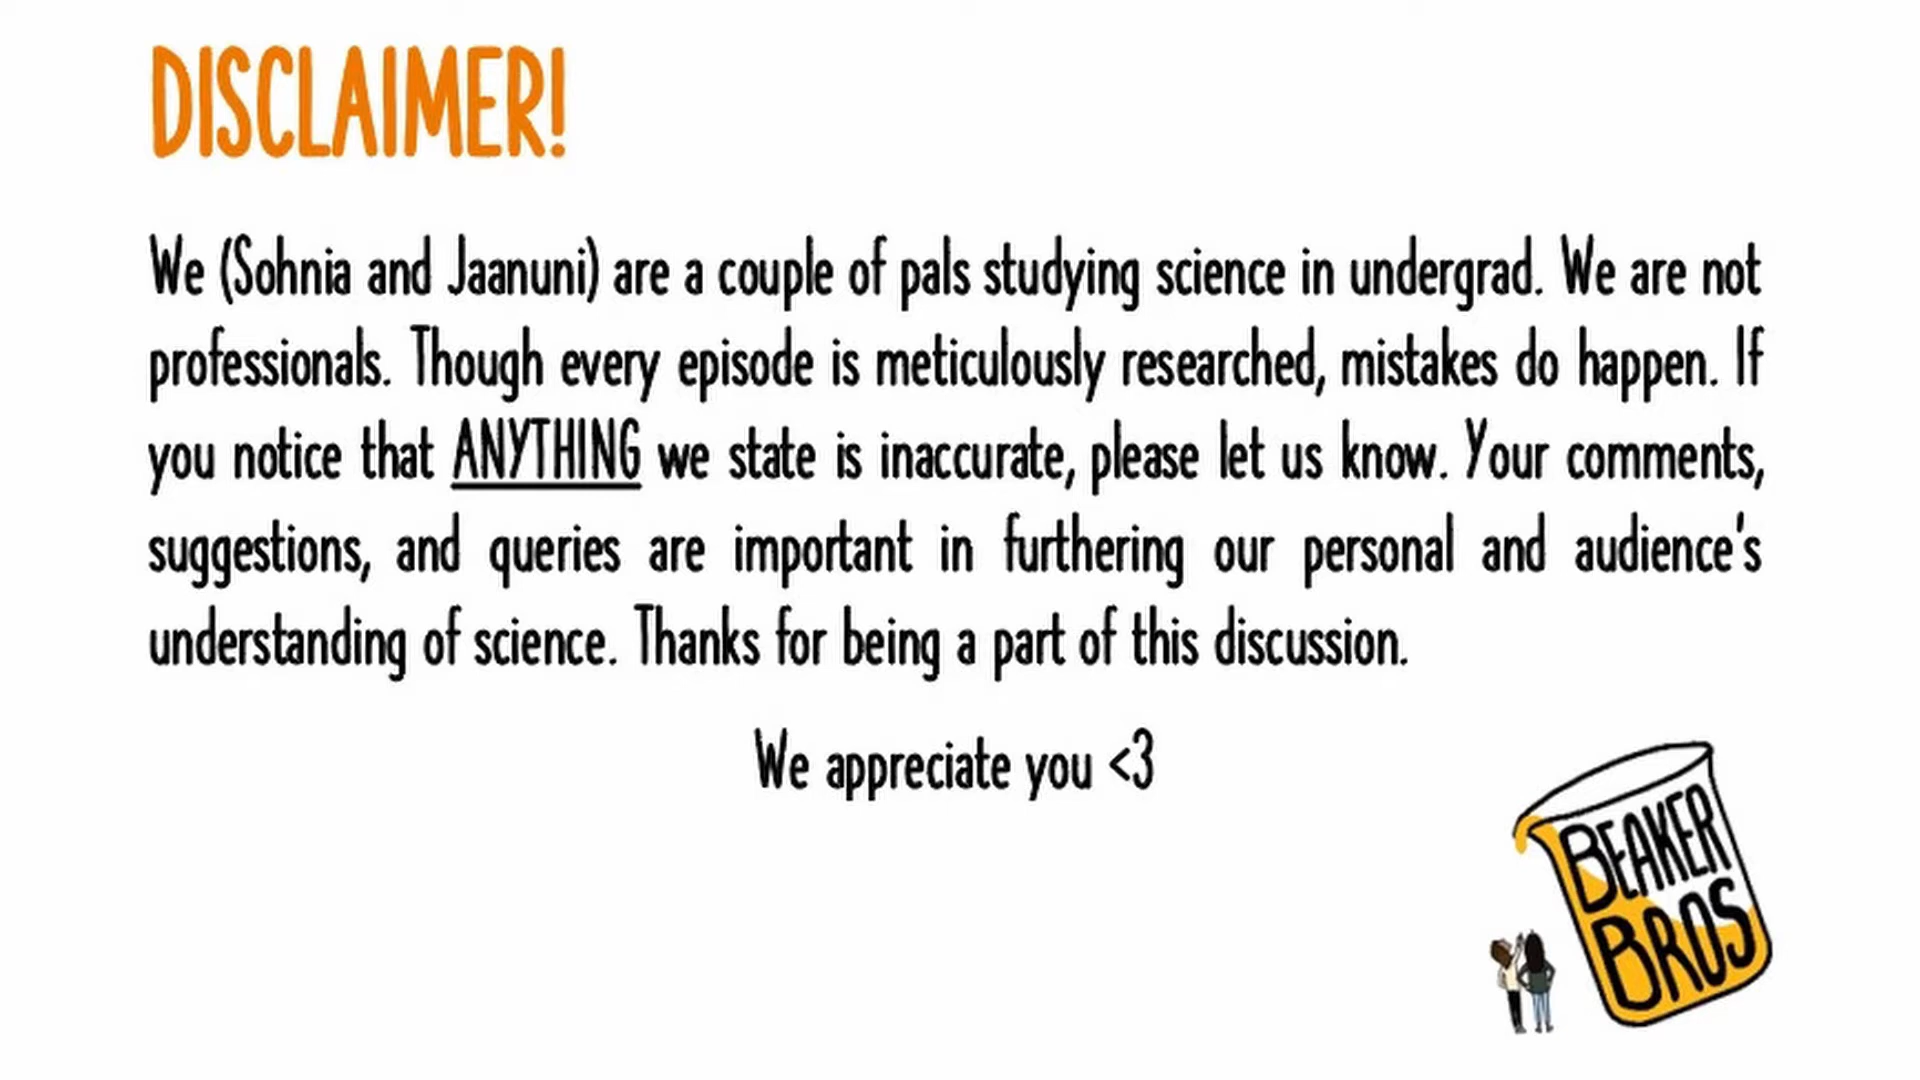 DISCLAIMER!
We (Sohnia and Jaanuni) are a couple of pals studying science in undergrad. We are not
professionals. Though every episode is meticulously researched, mistakes do happen. If
you notice that ANYTHING we state is inaccurate, please let us know. Your comments,
suggestions, and queries are important in furthering our personal and audience's
understanding of science. Thanks for being a part of this discussion.
We appreciate you <3
BEAKER
BROS